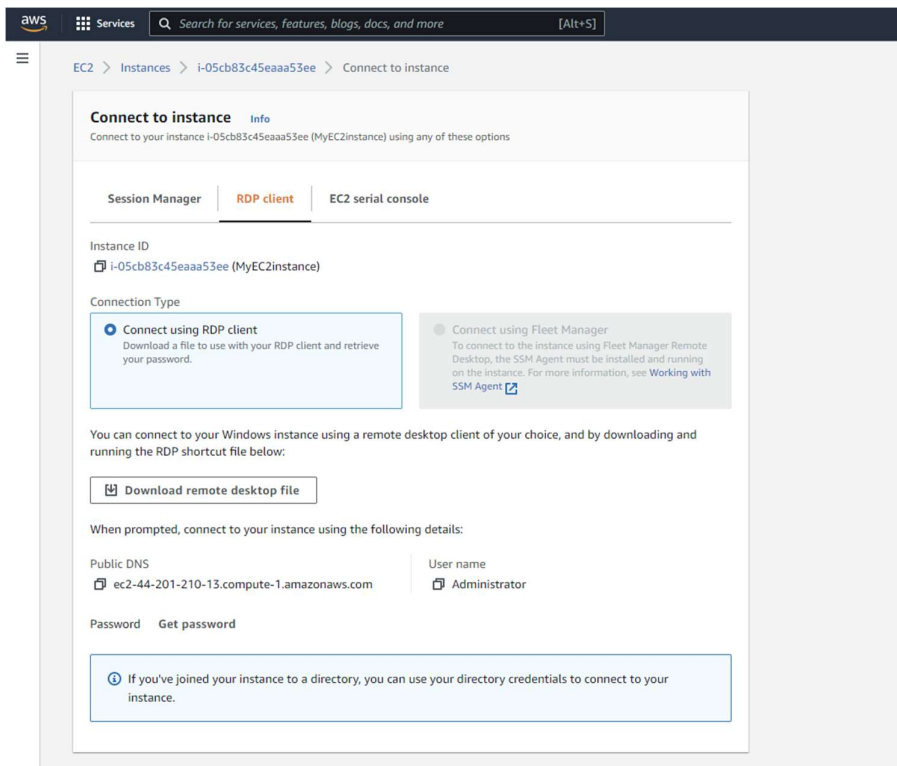 aws
Services
Search for services, features, blogs, docs, and more
[Alt+S]
EC2 > Instances > i-05cb83c45eaaa53ee > Connect to instance
Connect to instance Info
Connect to your instance i-05cb83c45eaaa53ee (MyEC2instance) using any of these options
Session Manager
RDP client
EC2 serial console
Instance ID
i-05cb83c45eaaa53ee (MyEC2instance)
Connection Type
Connect using RDP client
Download a file to use with your RDP client and retrieve
your password.
Connect using Fleet Manager
To connect to the instance using Fleet Manager Remote
Desktop, the SSM Agent must be installed and running
on the instance. For more information, see Working with
SSM Agent
You can connect to your Windows instance using a remote desktop client of your choice, and by downloading and
running the RDP shortcut file below:
Download remote desktop file
When prompted, connect to your instance using the following details:
Public DNS
ec2-44-201-210-13.compute-1.amazonaws.com
User name
Administrator
Password Get password
If you've joined your instance to a directory, you can use your directory credentials to connect to your
instance.